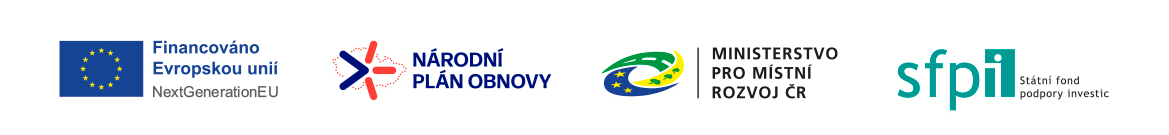 Financováno
Evropskou unií
NextGenerationEU
NÁRODNÍ
PLÁN OBNOVY
MINISTERSTVO
PRO MÍSTNÍ
ROZVOJ ČR
sfpi
Státní fond
podpory investic